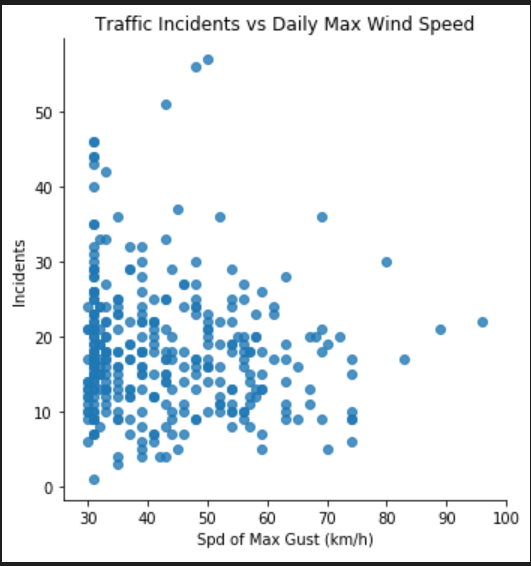 Traffic Incidents vs Daily Max Wind Speed
50
40
30
20
10
0
Incidents
30 40 50 60 70 80 90 100
Spd of Max Gust (km/h)